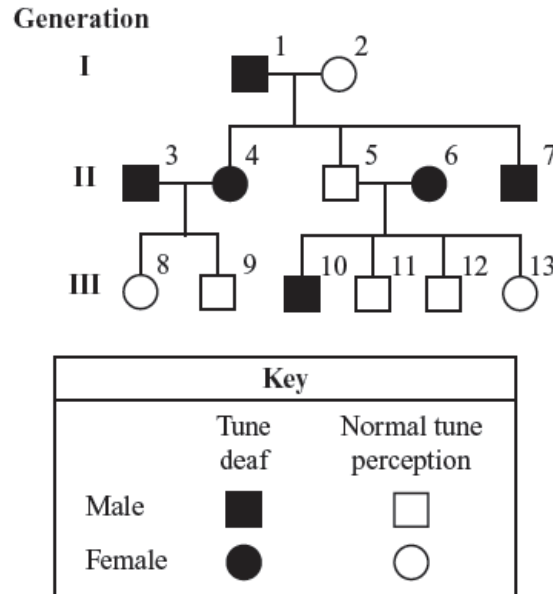 Generation
I
1
2
II
3
4
5
6
7
III
8
9
10
11
12
13
Key
Tune deaf
Normal tune perception
Male
Female